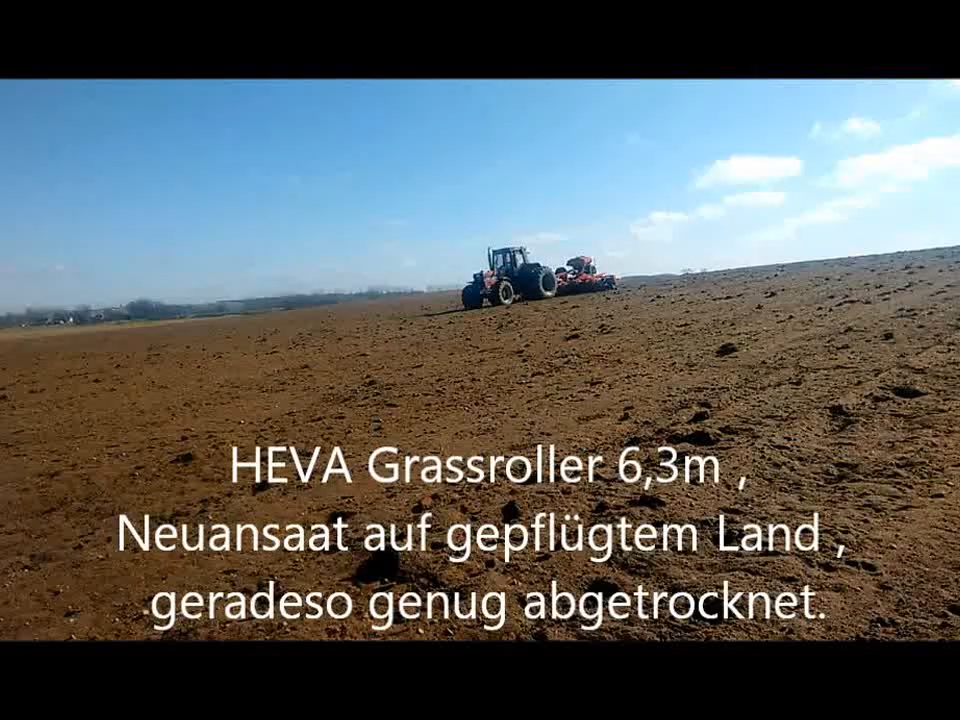 HEVA Grassroller 6,3m ,
Neuansaat auf gepflügtem Land ,
geradeso genug abgetrocknet.